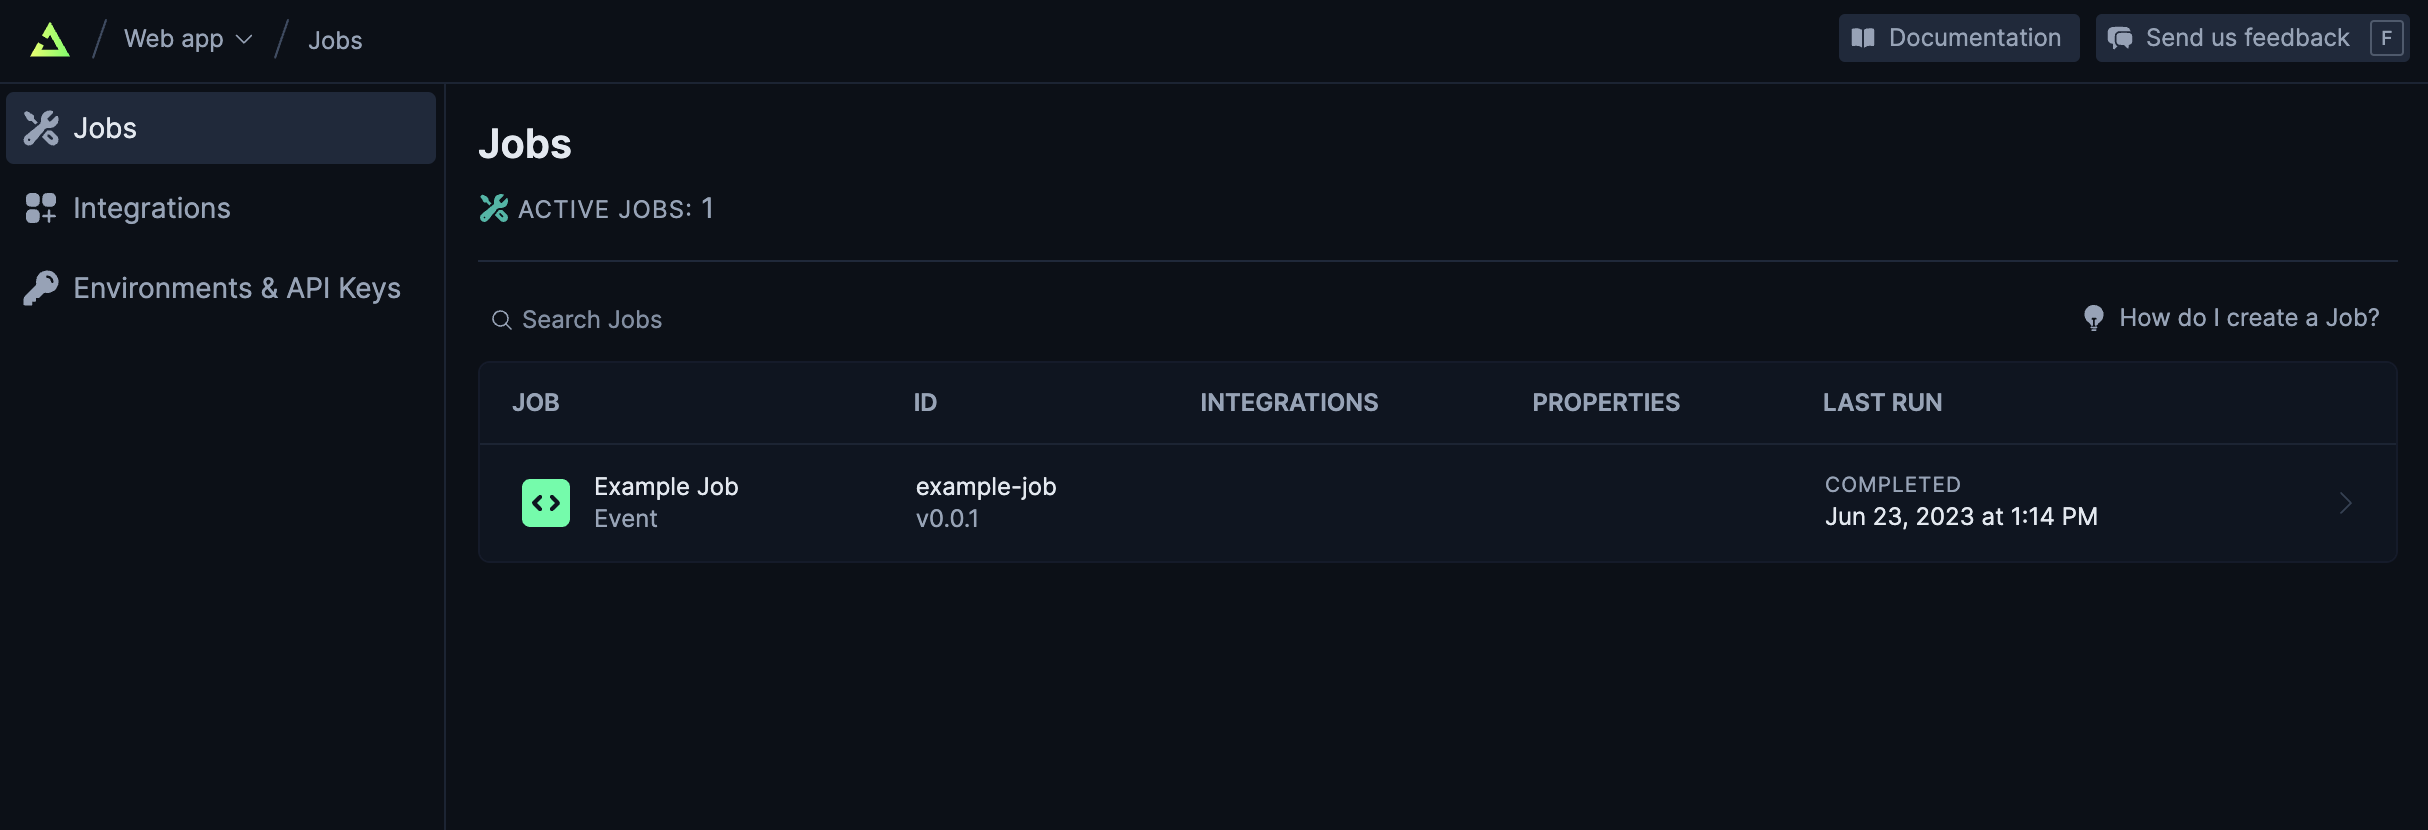 Web app
Jobs
Documentation
Send us feedback F
Jobs
Integrations
Environments & API Keys
Jobs
ACTIVE JOBS: 1
Search Jobs
How do I create a Job?
JOB ID INTEGRATIONS PROPERTIES LAST RUN
Example Job example-job COMPLETED
Event v0.0.1 Jun 23, 2023 at 1:14 PM